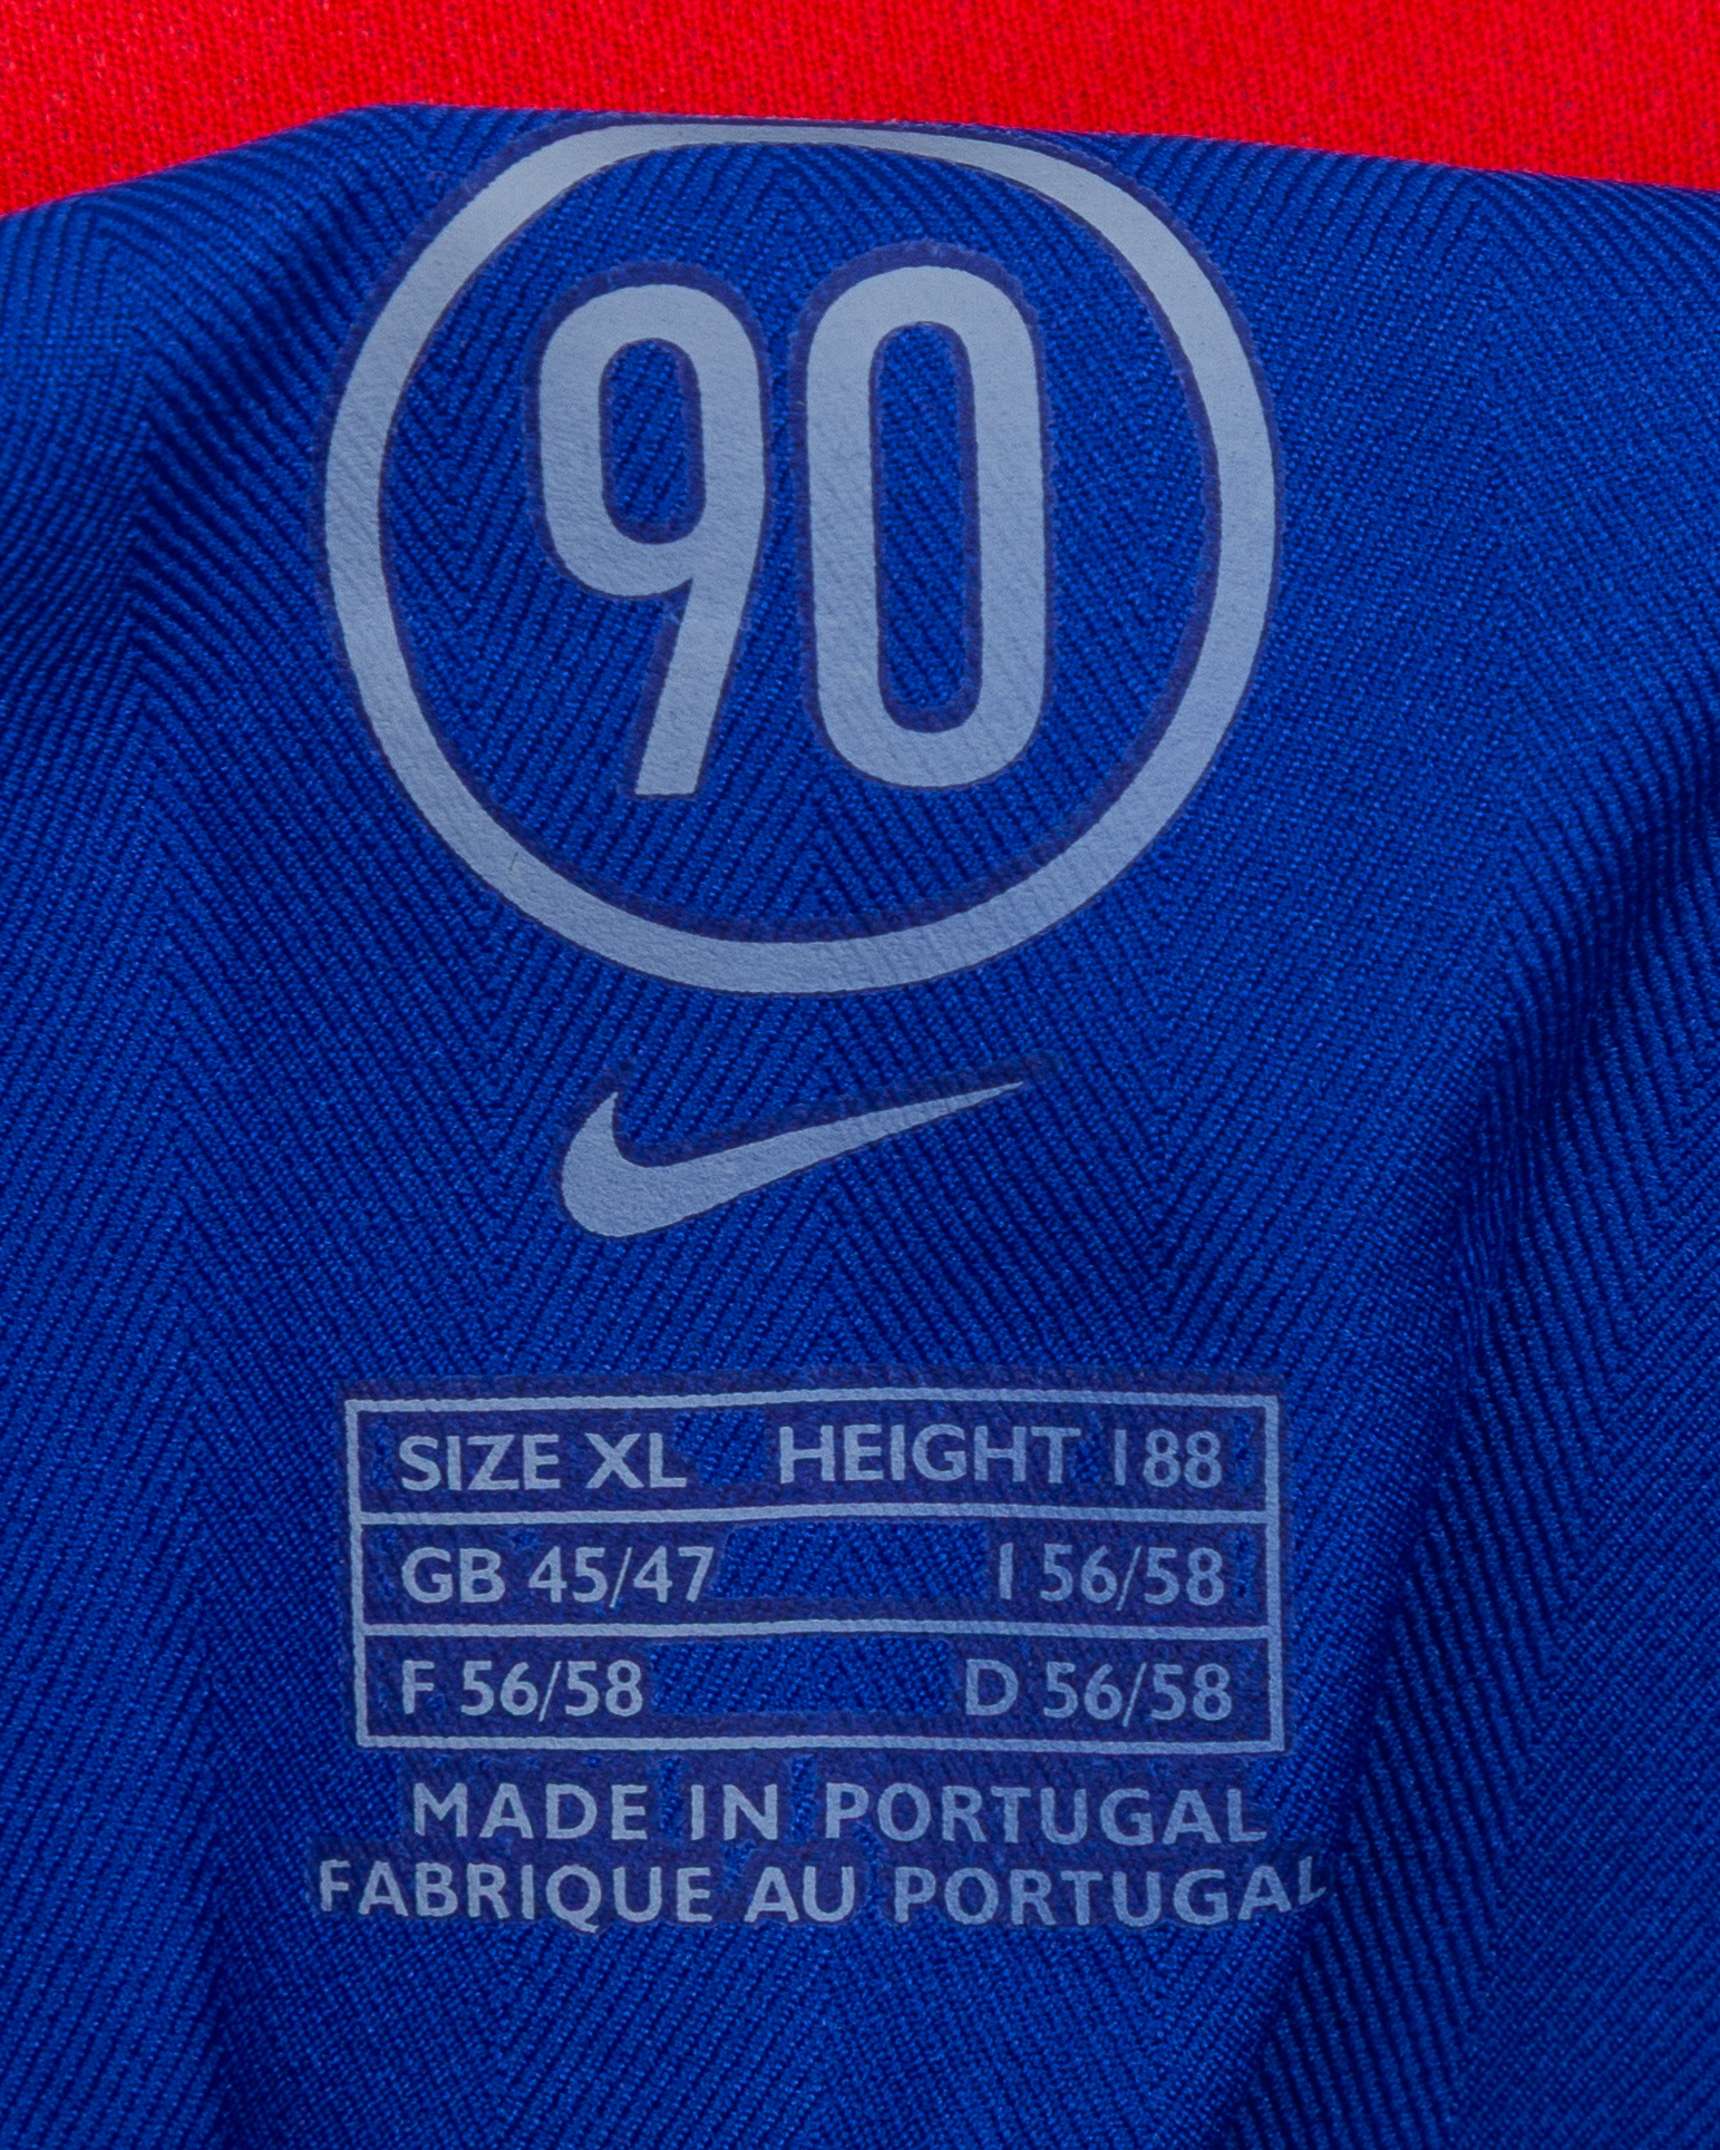 90
SIZE XL HEIGHT 188
GB 45/47 I 56/58
F 56/58 D 56/58
MADE IN PORTUGAL
FABRIQUE AU PORTUGAL